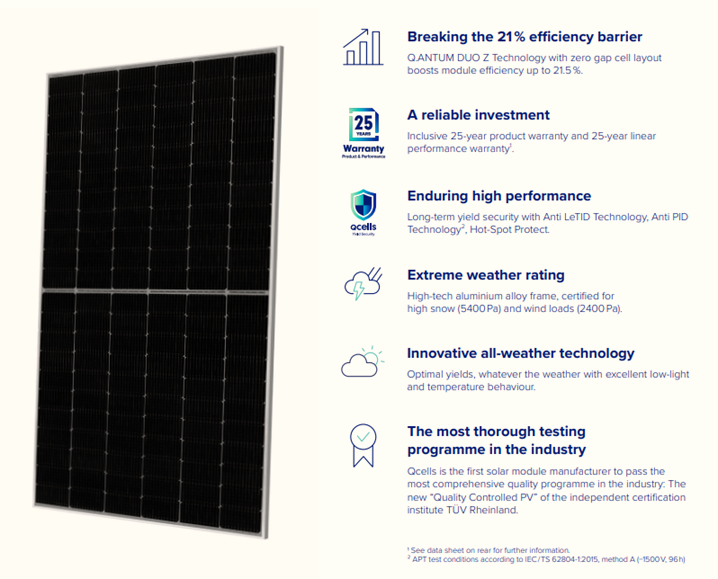 Breaking the 21% efficiency barrier
Q.ANTUM DUO Z Technology with zero gap cell layout
boosts module efficiency up to 21.5 %.
25
YEARS
Warranty
Product & Performance
A reliable investment
Inclusive 25-year product warranty and 25-year linear
performance warranty¹.
qcells
Yield Security
Enduring high performance
Long-term yield security with Anti LeTID Technology, Anti PID
Technology², Hot-Spot Protect.
Extreme weather rating
High-tech aluminium alloy frame, certified for
high snow (5400 Pa) and wind loads (2400 Pa).
Innovative all-weather technology
Optimal yields, whatever the weather with excellent low-light
and temperature behaviour.
The most thorough testing
programme in the industry
Qcells is the first solar module manufacturer to pass the
most comprehensive quality programme in the industry: The
new “Quality Controlled PV” of the independent certification
institute TÜV Rheinland.
¹ See data sheet on rear for further information.
² APT test conditions according to IEC / TS 62804-1:2015, method A (−1500 V, 96 h)